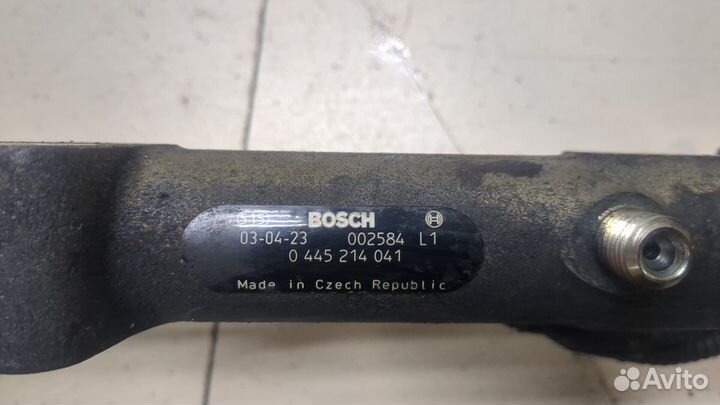 BOSCH
03-04-23 002584 L1
0 445 214 041
Made in Czech Republic
Avito